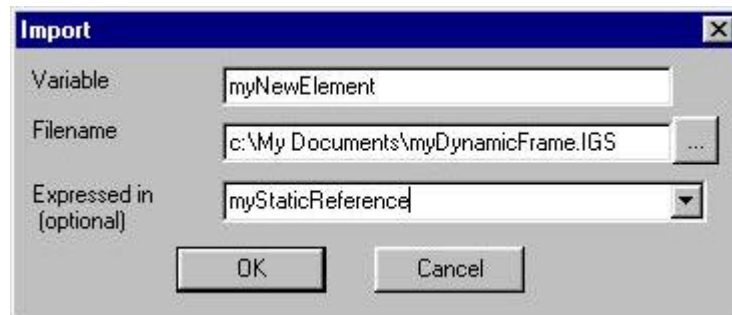 Import
Variable
myNewElement
Filename
c:\My Documents\myDynamicFrame.IGS
...
Expressed in
(optional)
myStaticReference
OK
Cancel